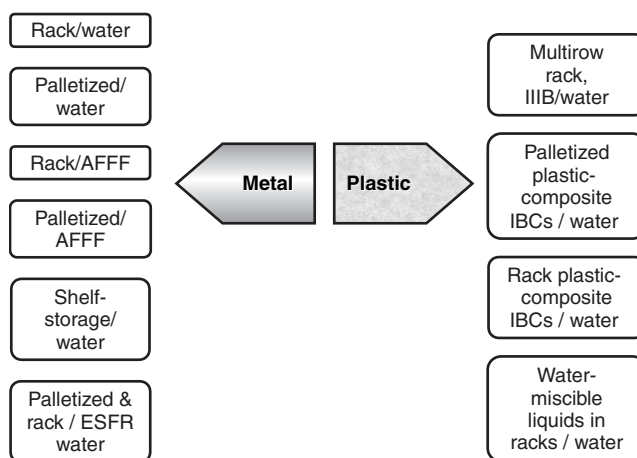 Rack/water
Palletized/
water
Rack/AFFF
Palletized/
AFFF
Shelf-
storage/
water
Palletized &
rack / ESFR
water
Metal
Plastic
Multirow
rack,
IIIB/water
Palletized
plastic-
composite
IBCs / water
Rack plastic-
composite
IBCs / water
Water-
miscible
liquids in
racks / water